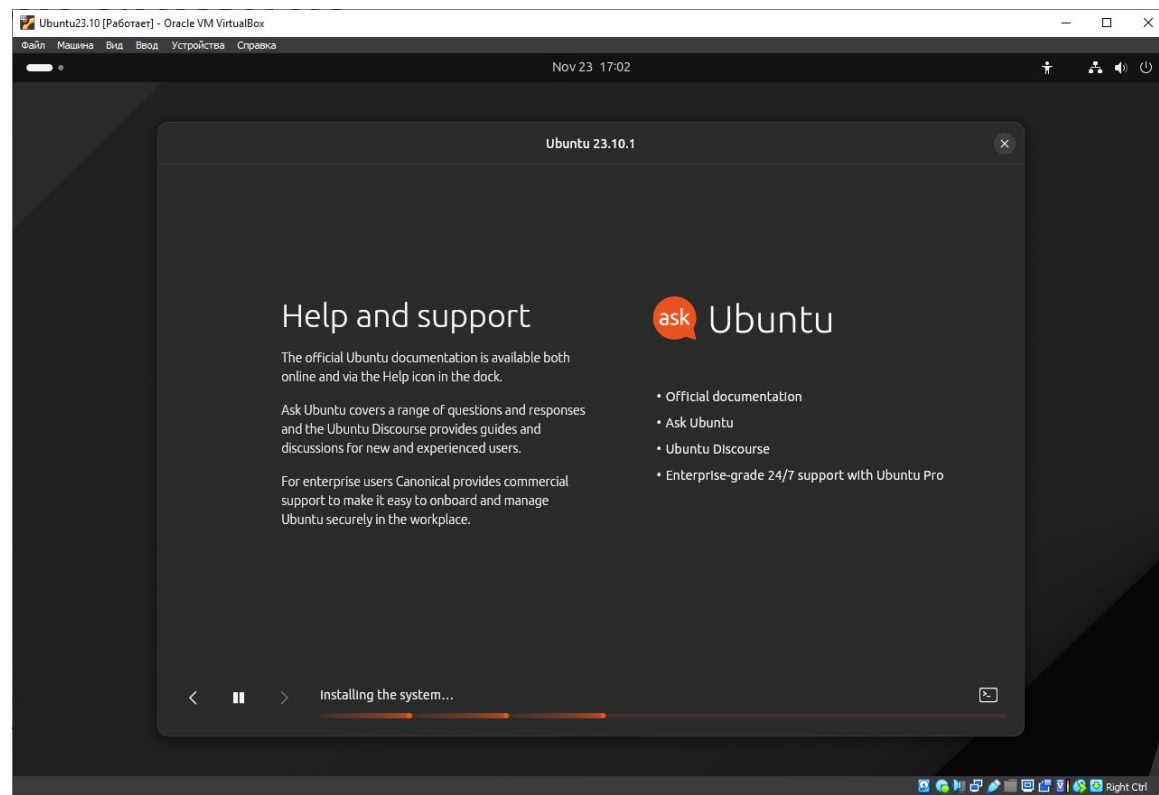 Ubuntu23.10 [Работает] - Oracle VM VirtualBox
Файл Машина Вид Ввод Устройства Справка
Nov 23 17:02
Ubuntu 23.10.1
Help and support
The official Ubuntu documentation is available both
online and via the Help icon in the dock.
Ask Ubuntu covers a range of questions and responses
and the Ubuntu Discourse provides guides and
discussions for new and experienced users.
For enterprise users Canonical provides commercial
support to make it easy to onboard and manage
Ubuntu securely in the workplace.
ask Ubuntu
• Official documentation
• Ask Ubuntu
• Ubuntu Discourse
• Enterprise-grade 24/7 support with Ubuntu Pro
Installing the system...
Right Ctrl